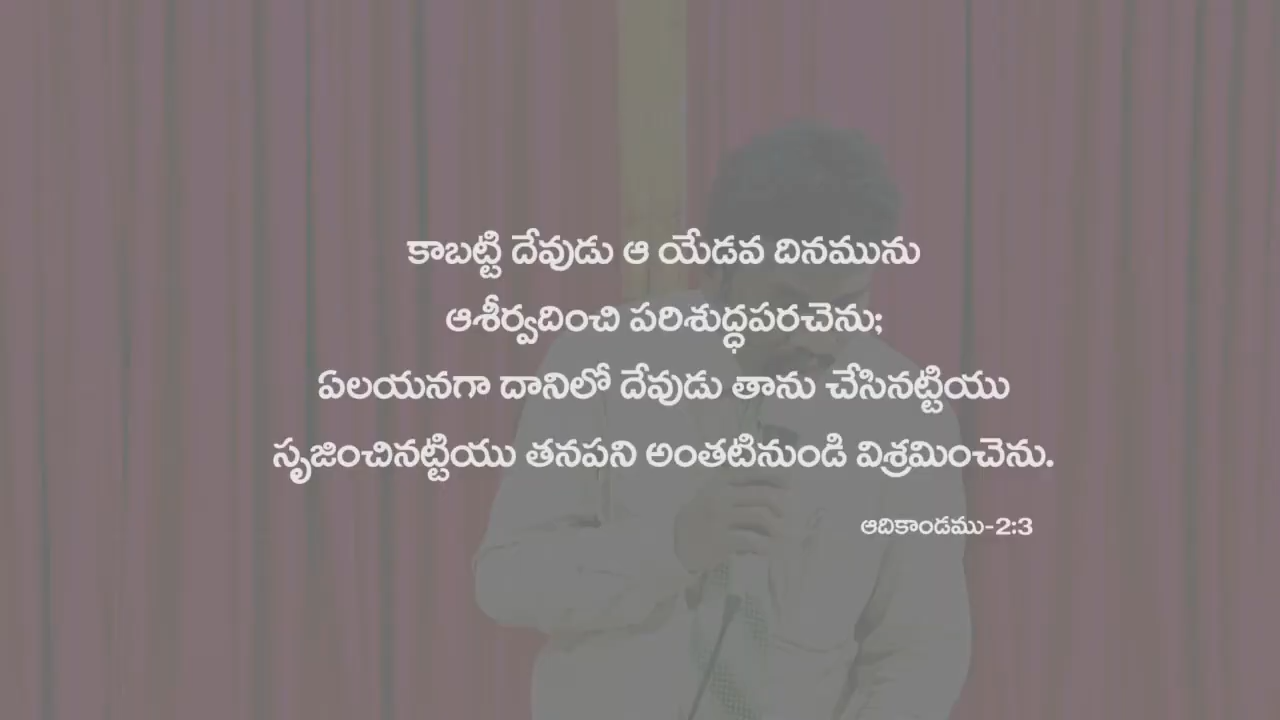 కాబట్టి దేవుడు ఆ యేడవ దినమును
ఆశీర్వదించి పరిశుద్ధపరచెను;
ఏలయనగా దానిలో దేవుడు తాను చేసినట్టియు
సృజించినట్టియు తనపని అంతటినుండి విశ్రమించెను.
ఆదికాండము-2:3